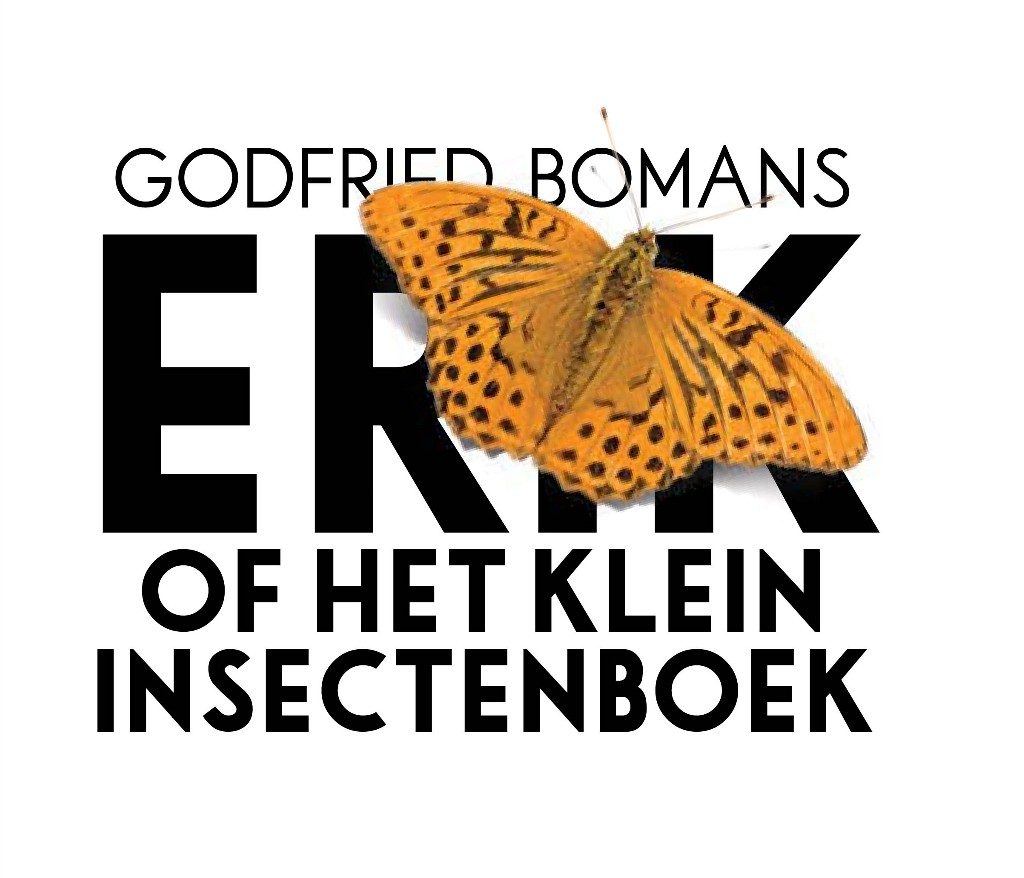 GODFRIED BOMANS
ERIK
OF HET KLEIN
INSECTENBOEK